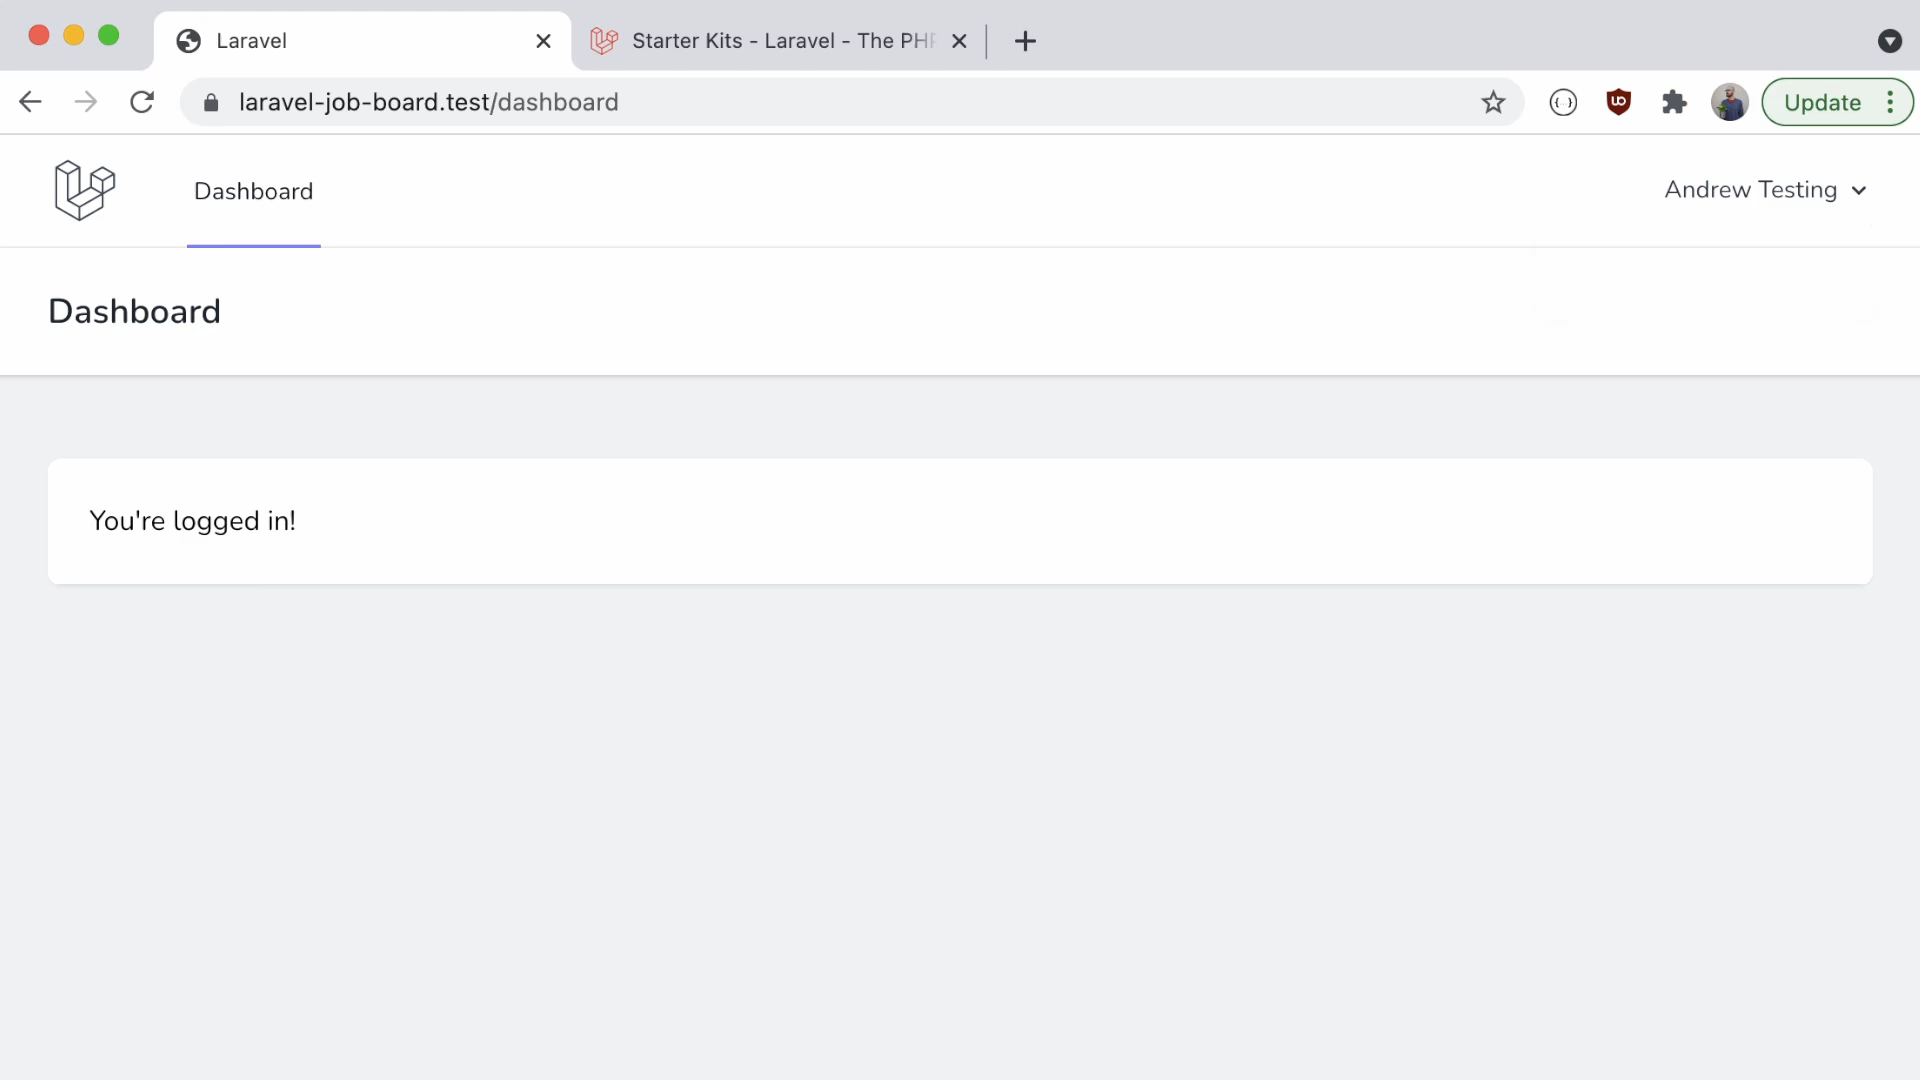 Laravel
Starter Kits - Laravel - The PHP
laravel-job-board.test/dashboard
Update
Dashboard
Andrew Testing
Dashboard
You're logged in!